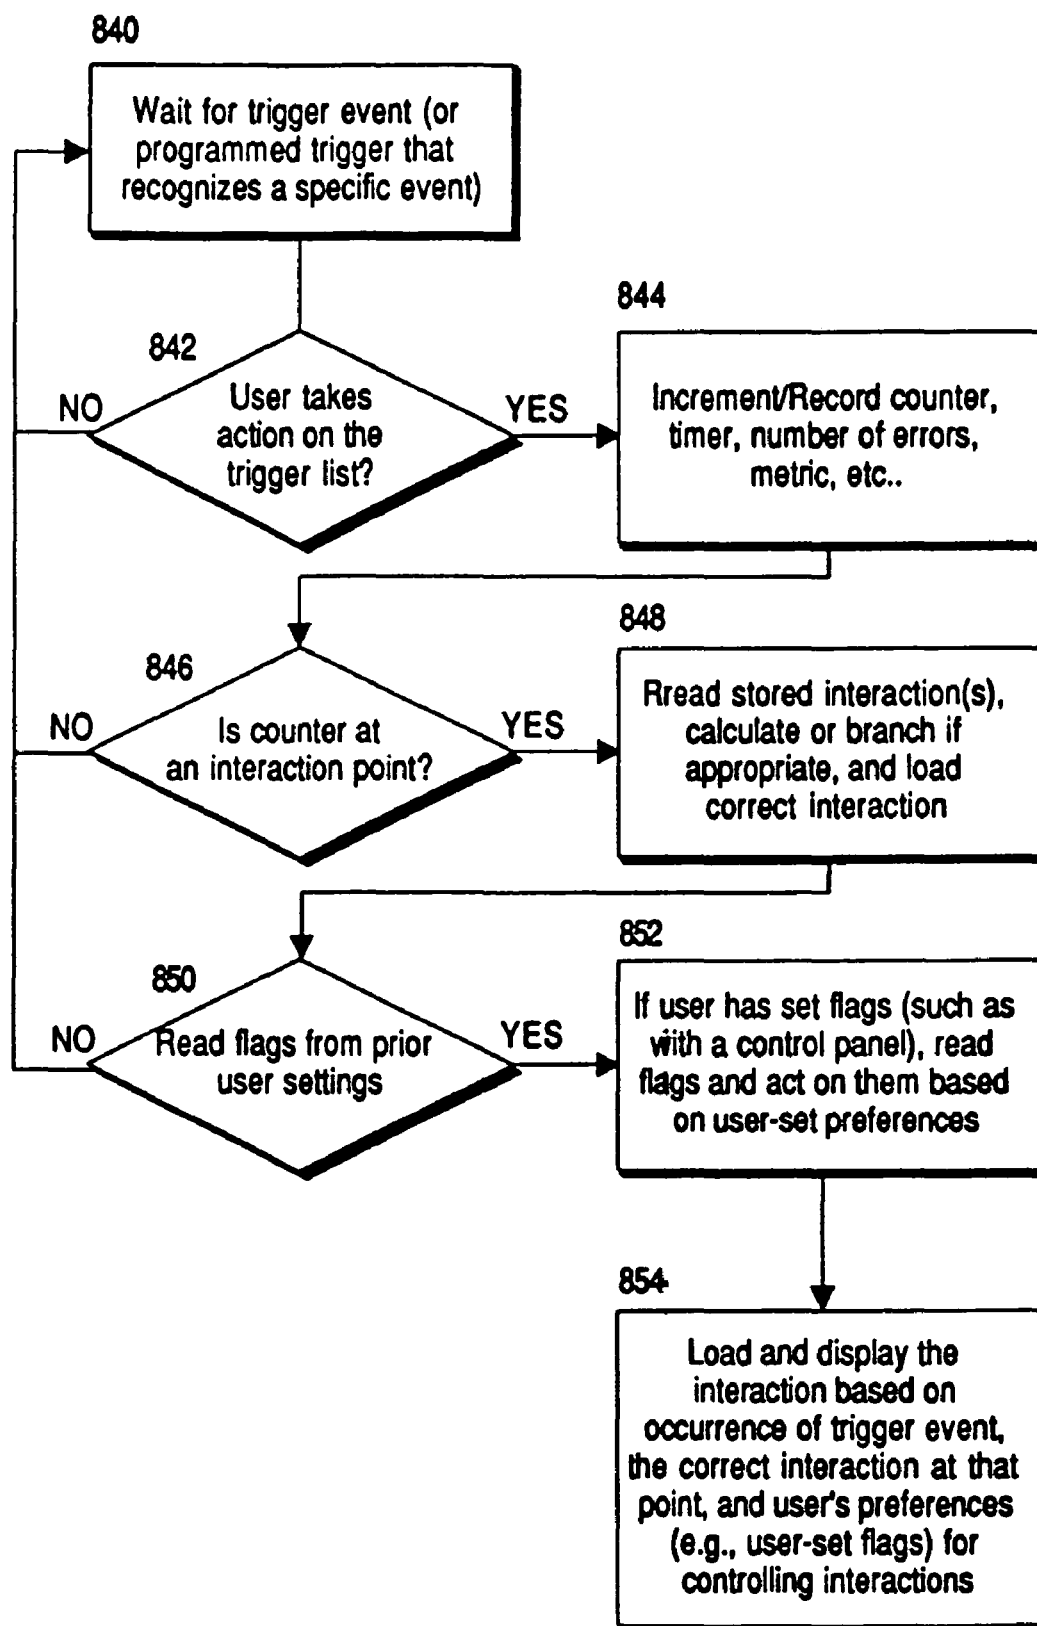 840
Wait for trigger event (or
programmed trigger that
recognizes a specific event)
842
NO
User takes
action on the
trigger list?
YES
844
Increment/Record counter,
timer, number of errors,
metric, etc..
846
NO
Is counter at
an interaction point?
YES
848
Rread stored interaction(s),
calculate or branch if
appropriate, and load
correct interaction
850
NO
Read flags from prior
user settings
YES
852
If user has set flags (such as
with a control panel), read
flags and act on them based
on user-set preferences
854
Load and display the
interaction based on
occurrence of trigger event,
the correct interaction at that
point, and user's preferences
(e.g., user-set flags) for
controlling interactions